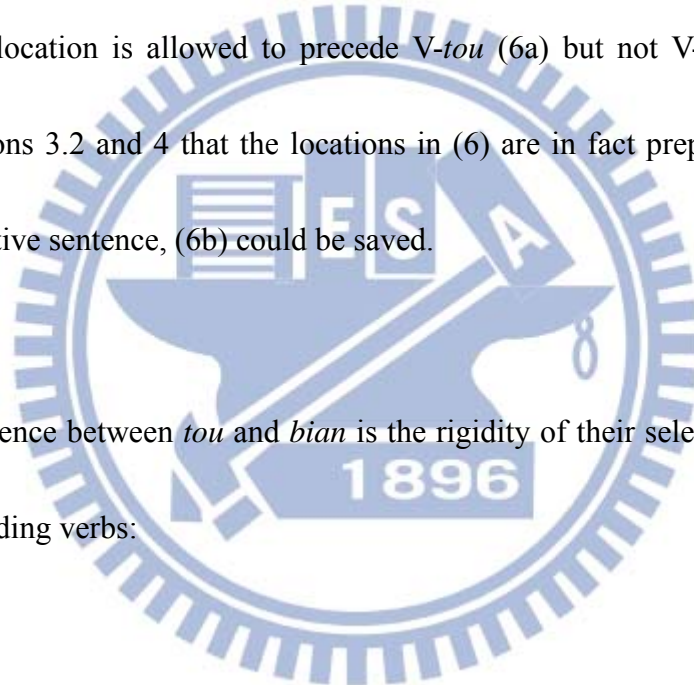 location is allowed to precede V-tou (6a) but not V-
ons 3.2 and 4 that the locations in (6) are in fact prep
tive sentence, (6b) could be saved.
ESA
ence between tou and bian is the rigidity of their sele
1896
ding verbs: